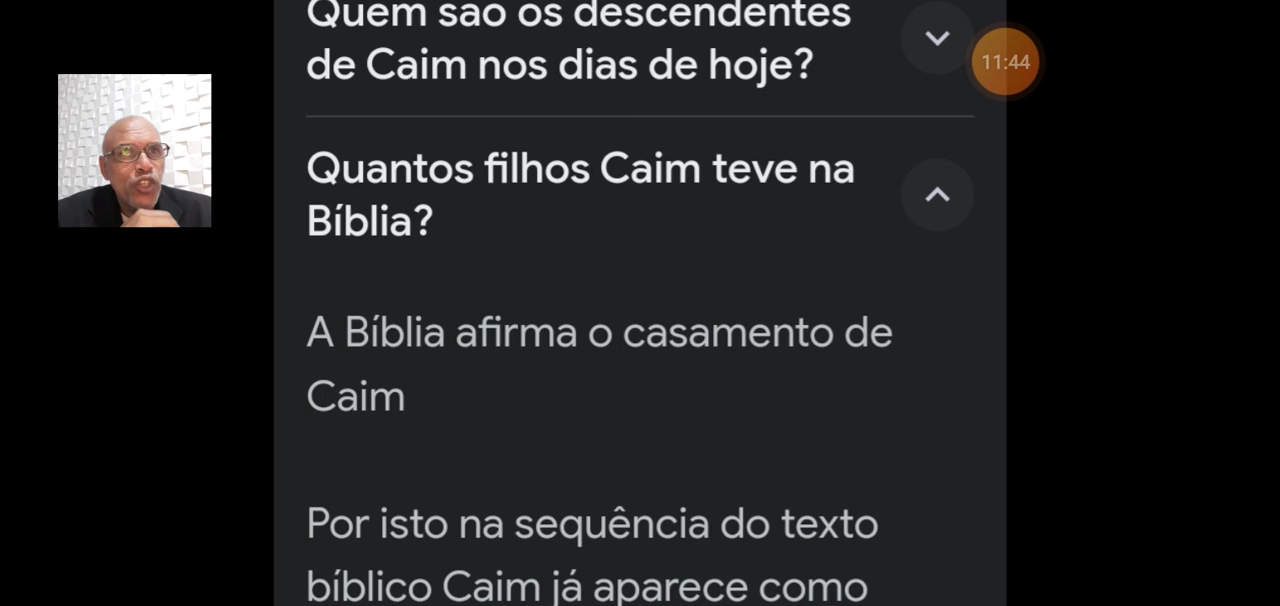 Quem são os descendentes
de Caim nos dias de hoje?
11:44
Quantos filhos Caim teve na
Bíblia?
A Bíblia afirma o casamento de
Caim
Por isto na sequência do texto
bíblico Caim já aparece como